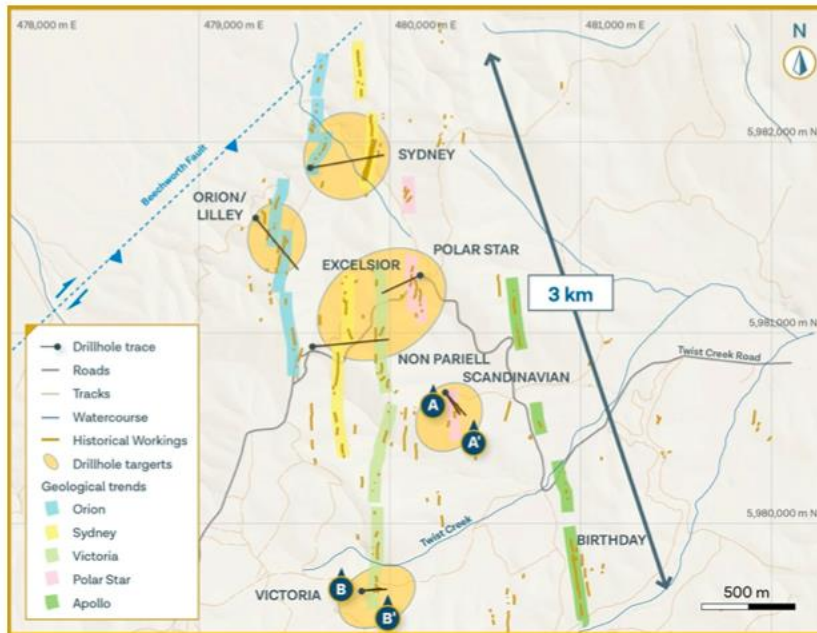 478,000 m E
479,000 m E
480,000 m E
481,000 m E
N
5,982,000 m N
Beechworth Fault
SYDNEY
ORION/
LILLEY
EXCELSIOR
POLAR STAR
3 km
5,981,000 m N
NON PARIELL
Twist Creek Road
SCANDINAVIAN
A
A'
Drillhole trace
Roads
Tracks
Watercourse
Historical Workings
Drillhole targerts
Geological trends
Orion
Sydney
Victoria
Polar Star
Apollo
5,980,000 m N
Twist Creek
BIRTHDAY
VICTORIA
B
B'
500 m